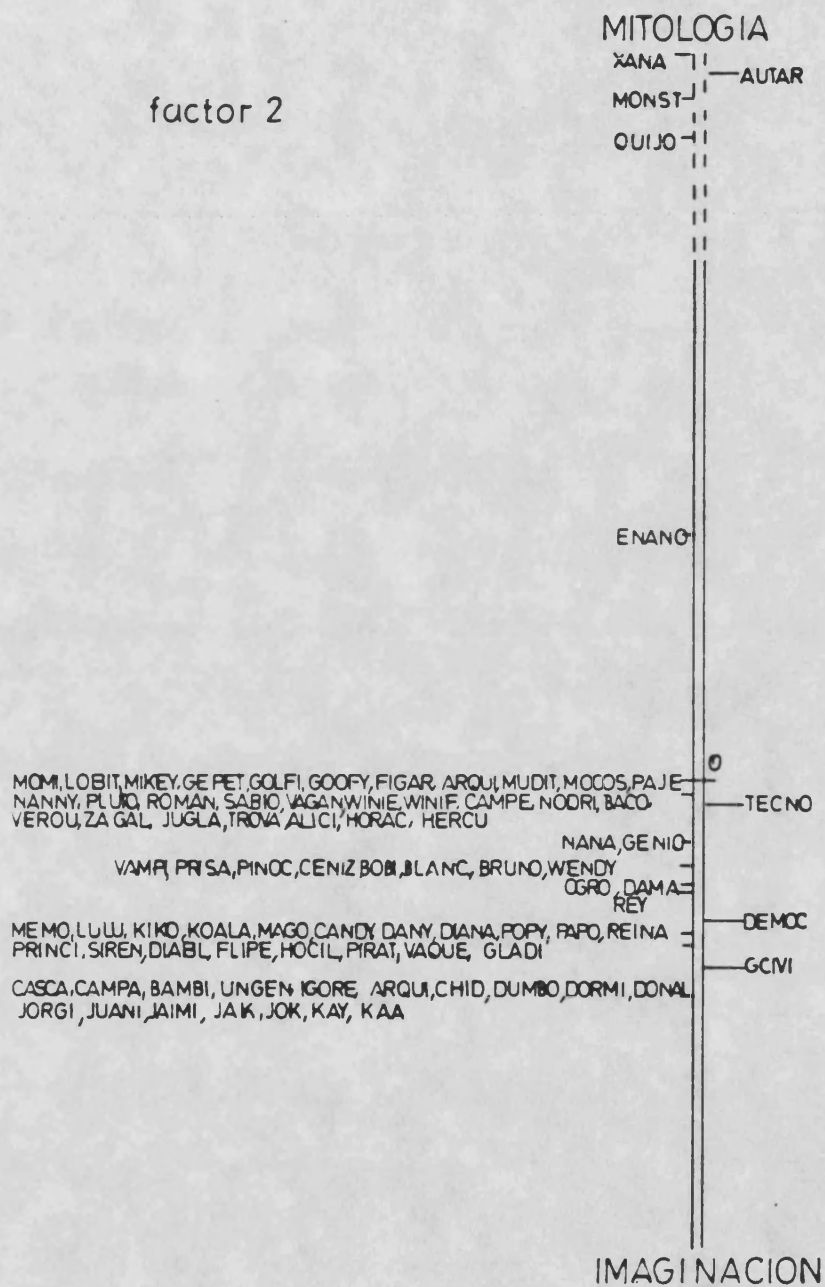 MITOLOGIA
XANA
AUTAR
factor 2
MONST
QUIJO
ENANO
0
MOMI, LOBIT, MIKEY, GEPET, GOLFI, GOOFY, FIGAR, ARQUI, MUDIT, MOCOS, PAJE
NANNY, PLUTO, ROMAN, SABIO, VAGAN WINIE, WINIF, CAMPE, NODRI, BACO
TECNO
VEROU, ZAGAL, JUGLA, TROVA ALICI, HORAC, HERCU
NANA, GENIO
VAMPI, PRISA, PINOC, CENIZ BOBI, BLANC, BRUNO, WENDY
OGRO, DAMA
REY
DEMOC
MEMO, LULU, KIKO, KOALA, MAGO, CANDY, DANY, DIANA, POPY, PAPO, REINA
PRINCI, SIREN, DIABL, FLIPE, HOCIL, PIRAT, VAQUE, GLADI
GCIVI
CASCA, CAMPA, BAMBI, UNGEN, IGORE, ARQUI, CHID, DUMBO, DORMI, DONAL
JORGI, JUANI, JAIMI, JAK, JOK, KAY, KAA
IMAGINACION